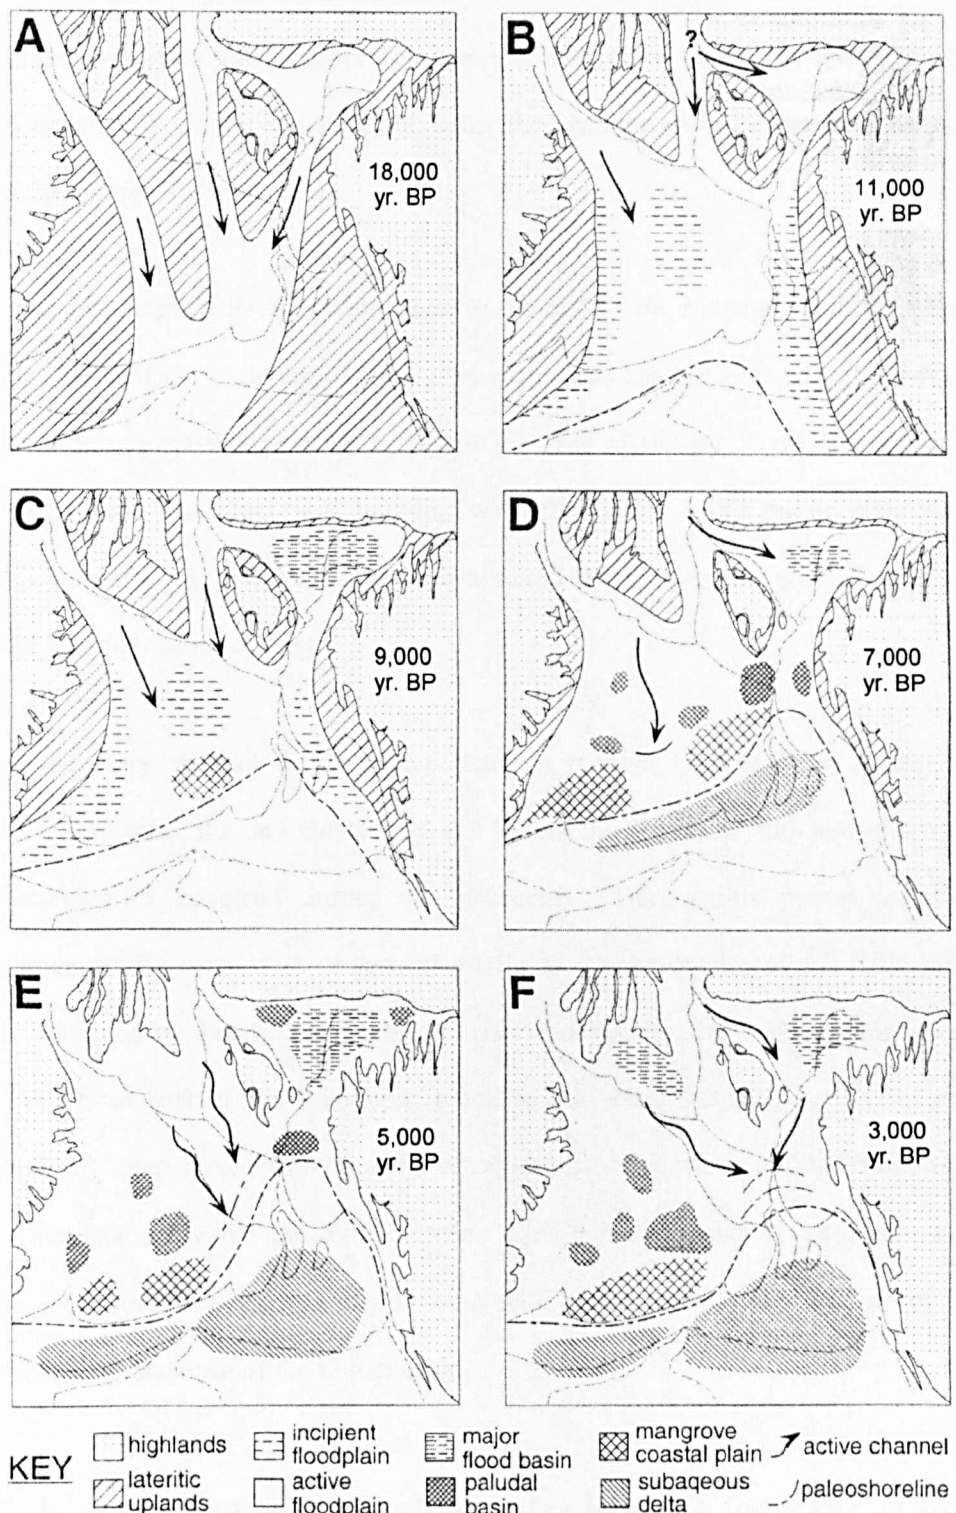 A
18,000
yr. BP
B
?
11,000
yr. BP
C
9,000
yr. BP
D
7,000
yr. BP
E
5,000
yr. BP
F
3,000
yr. BP
KEY
highlands
lateritic
uplands
incipient
floodplain
active
floodplain
major
flood basin
paludal
basin
mangrove
coastal plain
subaqeous
delta
active channel
paleoshoreline